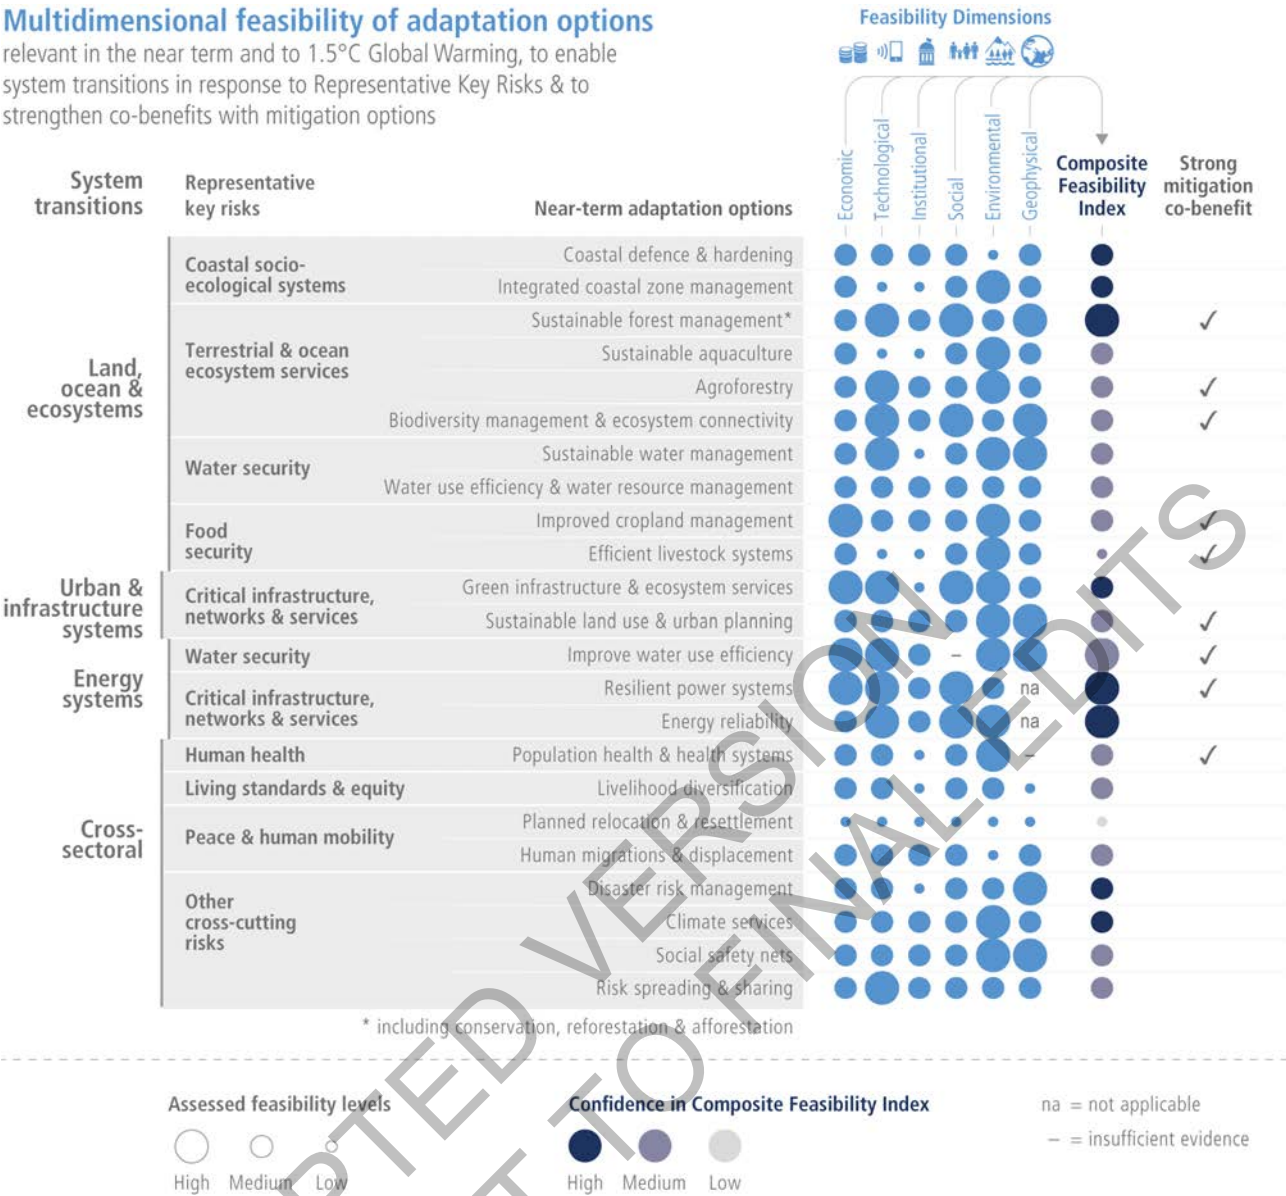 Multidimensional feasibility of adaptation options
relevant in the near term and to 1.5°C Global Warming, to enable
system transitions in response to Representative Key Risks & to
strengthen co-benefits with mitigation options
Feasibility Dimensions
System
transitions
Representative
key risks
Near-term adaptation options
Economic
Technological
Institutional
Social
Environmental
Geophysical
Composite
Feasibility
Index
Strong
mitigation
co-benefit
Land,
ocean &
ecosystems
Coastal socio-
ecological systems
Coastal defence & hardening
Integrated coastal zone management
Terrestrial & ocean
ecosystem services
Sustainable forest management*
✓
Sustainable aquaculture
Agroforestry
✓
Biodiversity management & ecosystem connectivity
✓
Water security
Sustainable water management
Water use efficiency & water resource management
Food
security
Improved cropland management
✓
Efficient livestock systems
✓
Urban &
infrastructure
systems
Critical infrastructure,
networks & services
Green infrastructure & ecosystem services
Sustainable land use & urban planning
✓
Energy
systems
Water security
Improve water use efficiency
–
✓
Critical infrastructure,
networks & services
Resilient power systems
na
✓
Energy reliability
na
Cross-
sectoral
Human health
Population health & health systems
–
✓
Living standards & equity
Livelihood diversification
Peace & human mobility
Planned relocation & resettlement
Human migrations & displacement
Other
cross-cutting
risks
Disaster risk management
Climate services
Social safety nets
Risk spreading & sharing
* including conservation, reforestation & afforestation
Assessed feasibility levels
High Medium Low
Confidence in Composite Feasibility Index
High Medium Low
na = not applicable
– = insufficient evidence
PTED VERSION
T TO FINAL EDITS